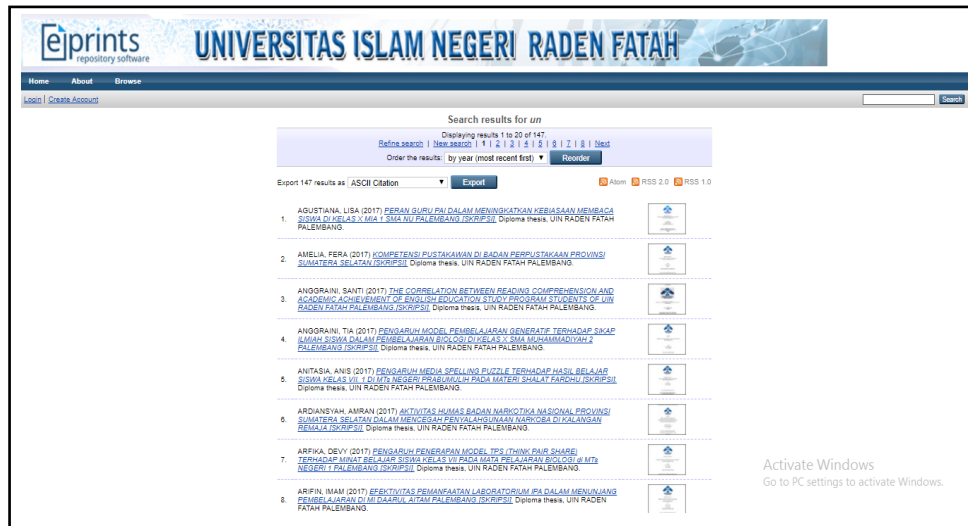 eprints
repository software
UNIVERSITAS ISLAM NEGERI RADEN FATAH
Home About Browse
Login | Create Account Search
Search results for un
Displaying results 1 to 20 of 147.
Refine search | New search | 1 | 2 | 3 | 4 | 5 | 6 | 7 | 8 | Next
Order the results: by year (most recent first) Reorder
Export 147 results as ASCII Citation Export Atom RSS 2.0 RSS 1.0
AGUSTIANA, LISA (2017) PERAN GURU PAI DALAM MENINGKATKAN KEBIASAAN MEMBACA
1. SISWA DI KELAS X MIA 1 SMA NU PALEMBANG [SKRIPSI]. Diploma thesis, UIN RADEN FATAH
PALEMBANG.
AMELIA, FERA (2017) KOMPETENSI PUSTAKAWAN DI BADAN PERPUSTAKAAN PROVINSI
2. SUMATERA SELATAN [SKRIPSI]. Diploma thesis, UIN RADEN FATAH PALEMBANG.
ANGGRAINI, SANTI (2017) THE CORRELATION BETWEEN READING COMPREHENSION AND
3. ACADEMIC ACHIEVEMENT OF ENGLISH EDUCATION STUDY PROGRAM STUDENTS OF UIN
RADEN FATAH PALEMBANG [SKRIPSI]. Diploma thesis, UIN RADEN FATAH PALEMBANG.
ANGGRAINI, TIA (2017) PENGARUH MODEL PEMBELAJARAN GENERATIF TERHADAP SIKAP
4. ILMIAH SISWA DALAM PEMBELAJARAN BIOLOGI DI KELAS X SMA MUHAMMADIYAH 2
PALEMBANG.[SKRIPSI]. Diploma thesis, UIN RADEN FATAH PALEMBANG.
ANITASIA, ANIS (2017) PENGARUH MEDIA SPELLING PUZZLE TERHADAP HASIL BELAJAR
5. SISWA KELAS VII. 1 DI MTs NEGERI PRABUMULIH PADA MATERI SHALAT FARDHU [SKRIPSI].
Diploma thesis, UIN RADEN FATAH PALEMBANG.
ARDIANSYAH, AMRAN (2017) AKTIVITAS HUMAS BADAN NARKOTIKA NASIONAL PROVINSI
6. SUMATERA SELATAN DALAM MENCEGAH PENYALAHGUNAAN NARKOBA DI KALANGAN
REMAJA.[SKRIPSI]. Diploma thesis, UIN RADEN FATAH PALEMBANG.
ARFIKA, DEVY (2017) PENGARUH PENERAPAN MODEL TPS (THINK PAIR SHARE)
7. TERHADAP MINAT BELAJAR SISWA KELAS VII PADA MATA PELAJARAN BIOLOGI di MTs
NEGERI 1 PALEMBANG.[SKRIPSI]. Diploma thesis, UIN RADEN FATAH PALEMBANG.
ARIFIN, IMAM (2017) EFEKTIVITAS PEMANFAATAN LABORATORIUM IPA DALAM MENUNJANG
8. PEMBELAJARAN DI MI DAARUL AITAM PALEMBANG.[SKRIPSI]. Diploma thesis, UIN RADEN
FATAH PALEMBANG.
Activate Windows
Go to PC settings to activate Windows.